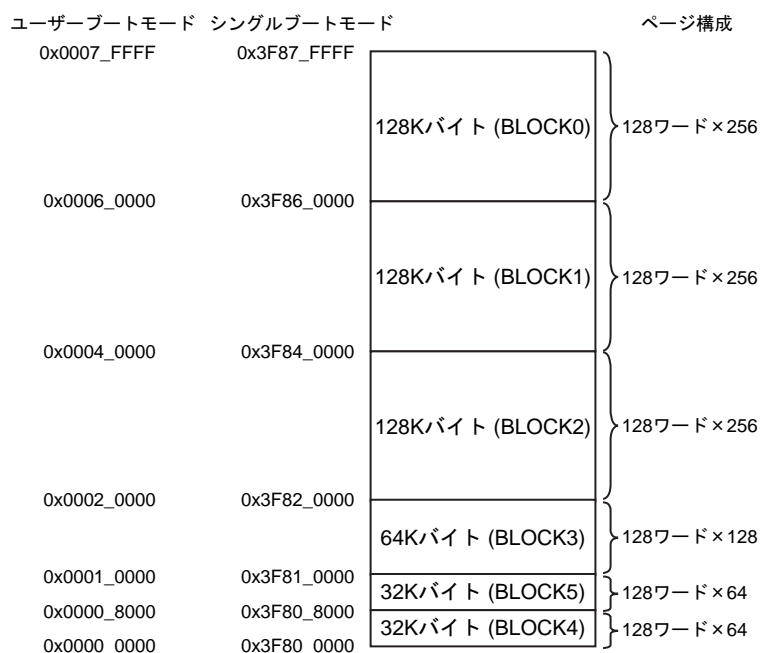 ユーザーブートモード シングルブートモード ページ構成
0x0007_FFFF 0x3F87_FFFF
128Kバイト (BLOCK0) 128ワード×256
0x0006_0000 0x3F86_0000
128Kバイト (BLOCK1) 128ワード×256
0x0004_0000 0x3F84_0000
128Kバイト (BLOCK2) 128ワード×256
0x0002_0000 0x3F82_0000
64Kバイト (BLOCK3) 128ワード×128
0x0001_0000 0x3F81_0000
32Kバイト (BLOCK5) 128ワード×64
0x0000_8000 0x3F80_8000
32Kバイト (BLOCK4) 128ワード×64
0x0000_0000 0x3F80_0000